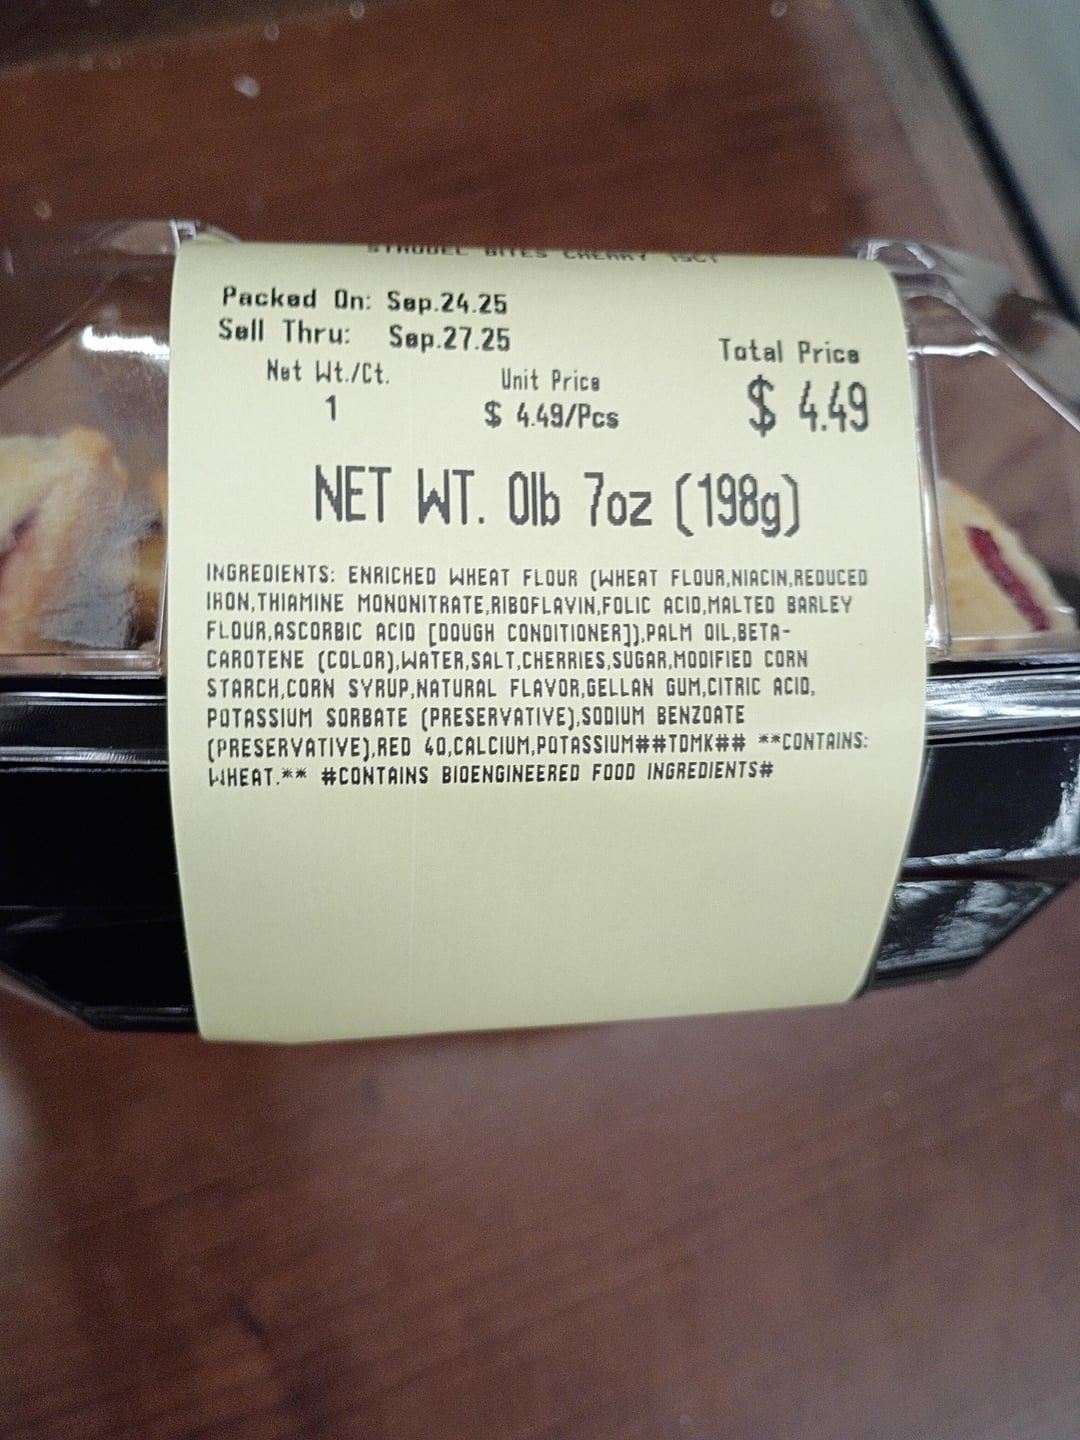 STRUDEL BITES CHERRY 15CT
Packed On: Sep.24.25
Sell Thru: Sep.27.25
Total Price
Net Wt./Ct. Unit Price
1 $ 4.49/Pcs $ 4.49
NET WT. 0lb 7oz (198g)
INGREDIENTS: ENRICHED WHEAT FLOUR (WHEAT FLOUR,NIACIN,REDUCED
IRON,THIAMINE MONONITRATE,RIBOFLAVIN,FOLIC ACID,MALTED BARLEY
FLOUR,ASCORBIC ACID [DOUGH CONDITIONER]),PALM OIL,BETA-
CAROTENE (COLOR),WATER,SALT,CHERRIES,SUGAR,MODIFIED CORN
STARCH,CORN SYRUP,NATURAL FLAVOR,GELLAN GUM,CITRIC ACID,
POTASSIUM SORBATE (PRESERVATIVE),SODIUM BENZOATE
(PRESERVATIVE),RED 40,CALCIUM,POTASSIUM##TDMK## **CONTAINS:
WHEAT.** #CONTAINS BIOENGINEERED FOOD INGREDIENTS#